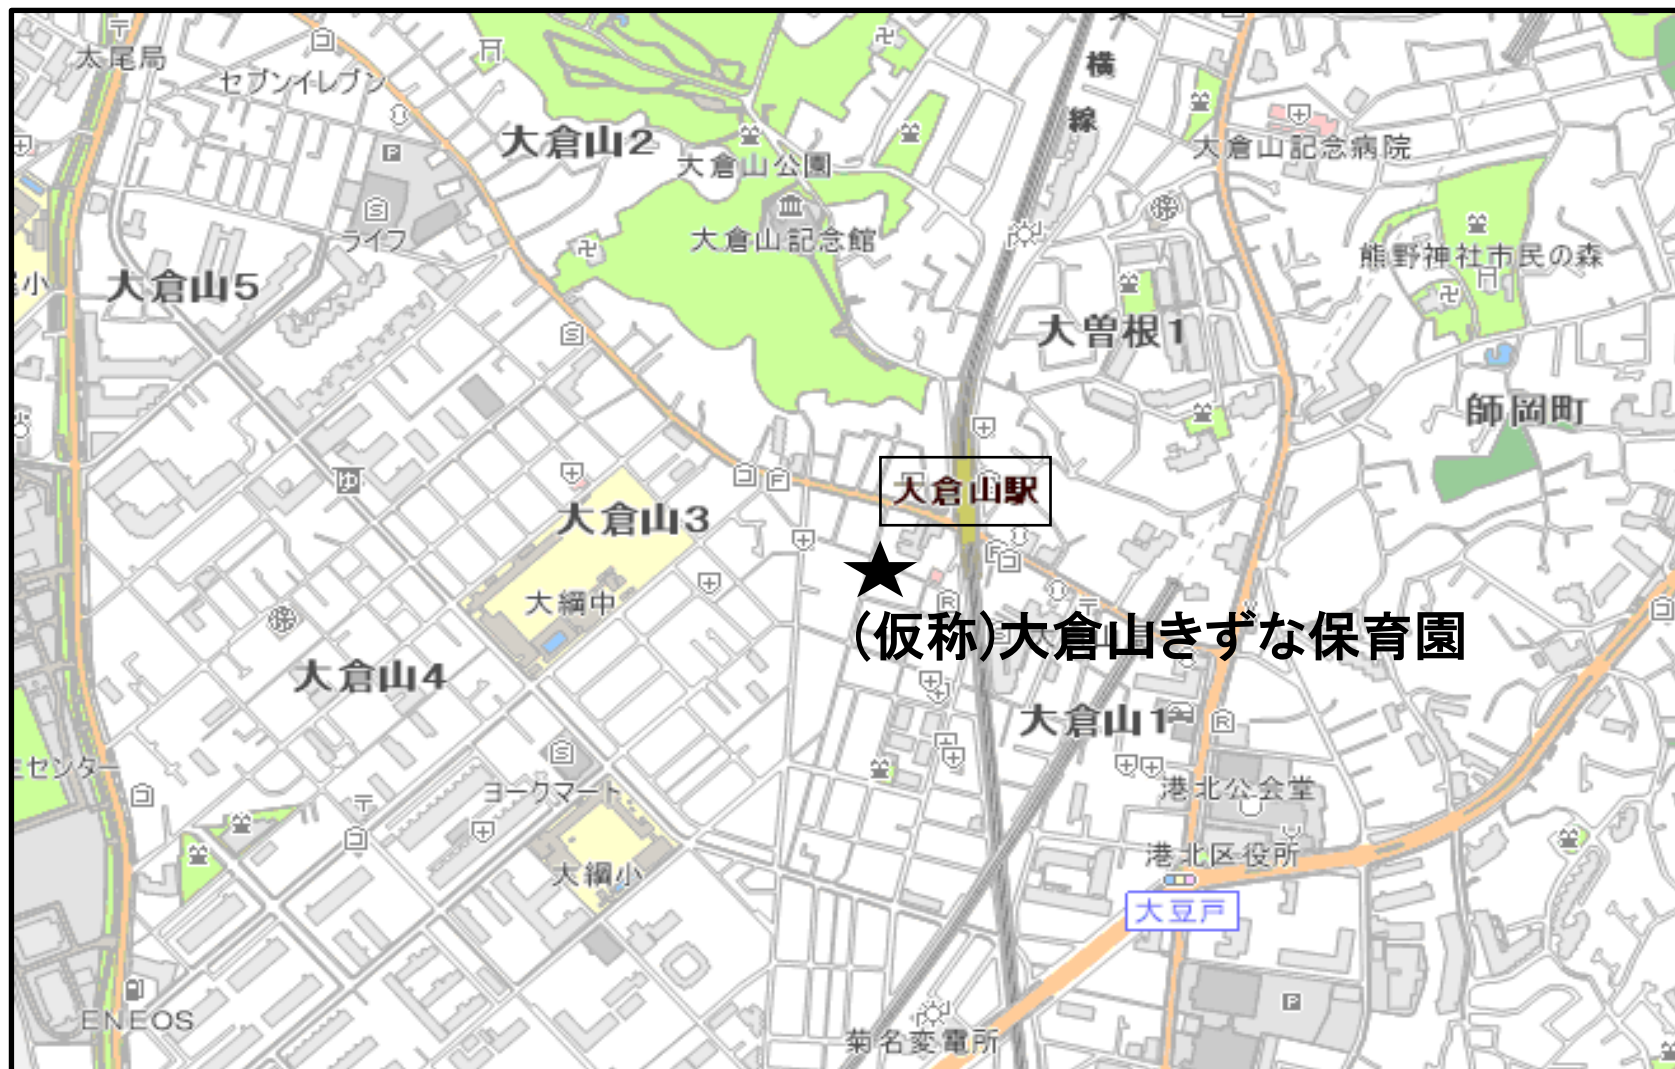 太尾局
セブンイレブン
大倉山2
大倉山公園
横
線
大倉山記念病院
ライフ
大倉山記念館
熊野神社市民の森
小
大倉山5
大曽根1
師岡町
大倉山駅
大倉山3
大綱中
(仮称)大倉山きずな保育園
大倉山4
大倉山1
センター
ヨークマート
港北公会堂
港北区役所
大綱小
大豆戸
ENEOS
菊名変電所
P
P